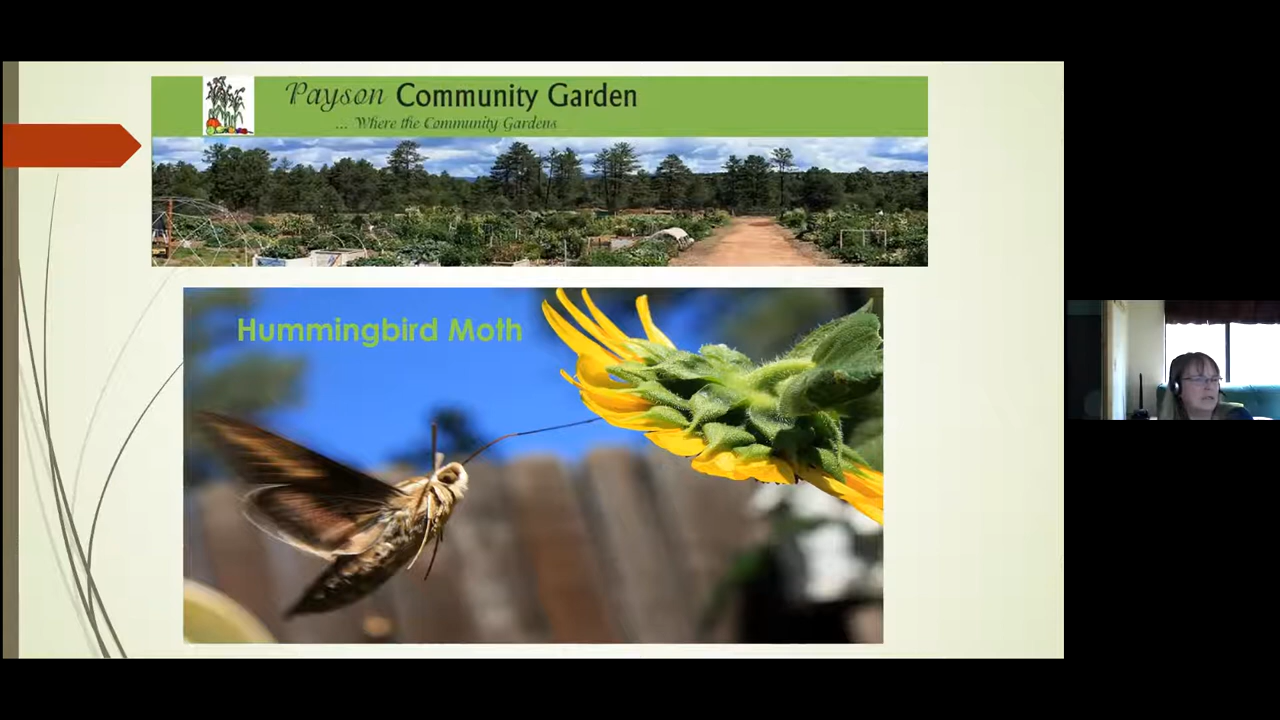 Payson Community Garden
... Where the Community Gardens
Hummingbird Moth